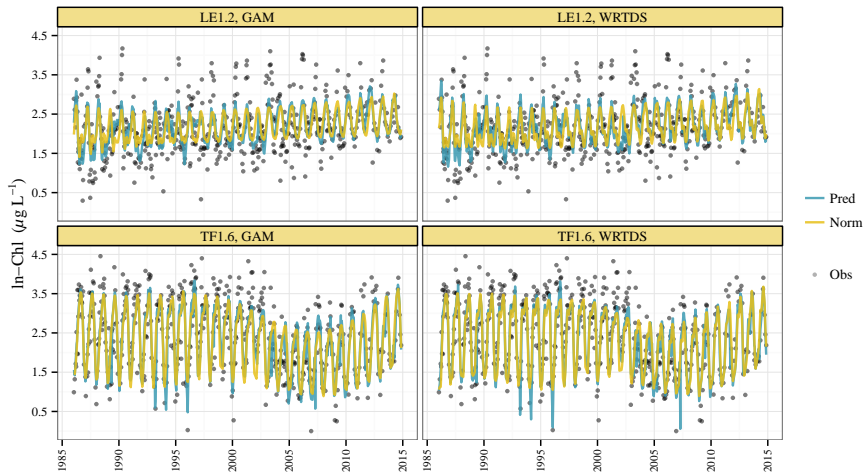 LE1.2, GAM LE1.2, WRTDS
4.5
3.5
2.5
1.5
0.5
TF1.6, GAM TF1.6, WRTDS
4.5
3.5
2.5
1.5
0.5
ln−Chl (μg L−1)
1985 1990 1995 2000 2005 2010 2015 1985 1990 1995 2000 2005 2010 2015
Pred
Norm
Obs